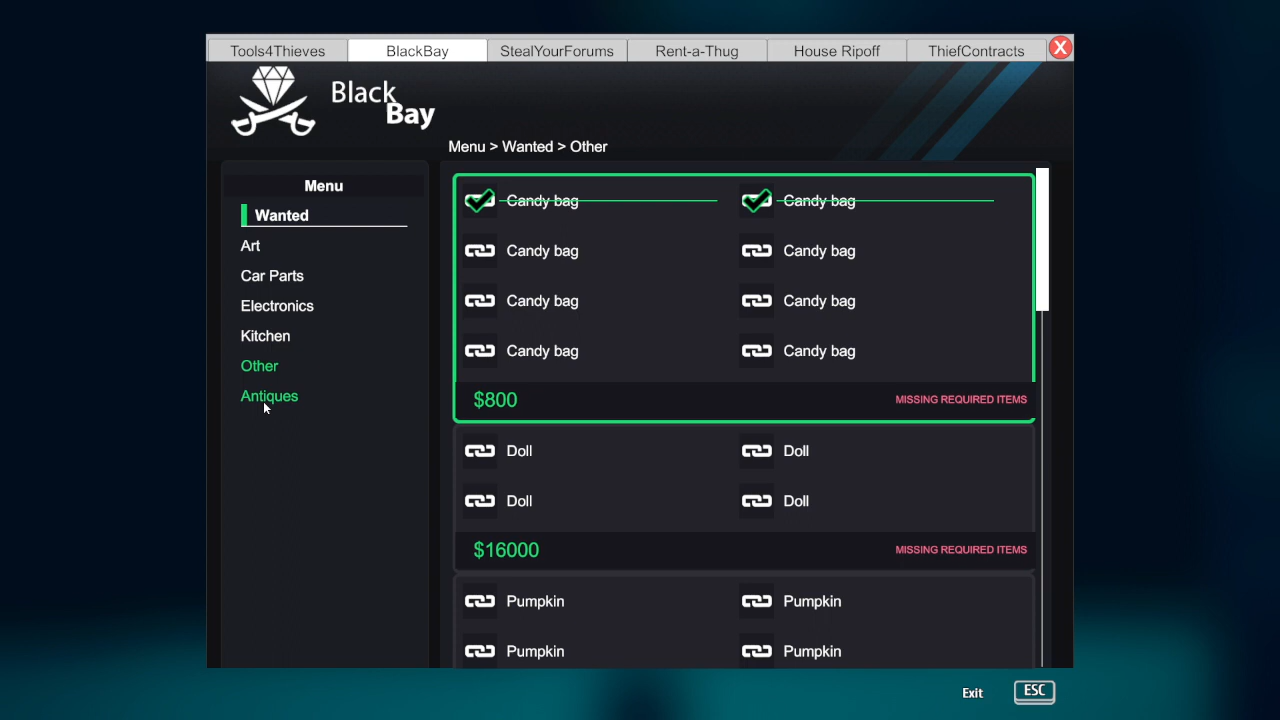 Tools4Thieves BlackBay StealYourForums Rent-a-Thug House Ripoff ThiefContracts X
Black
Bay
Menu > Wanted > Other
Menu
Wanted
Art
Car Parts
Electronics
Kitchen
Other
Antiques
Candy bag Candy bag
Candy bag Candy bag
Candy bag Candy bag
Candy bag Candy bag
$800 MISSING REQUIRED ITEMS
Doll Doll
Doll Doll
$16000 MISSING REQUIRED ITEMS
Pumpkin Pumpkin
Pumpkin Pumpkin
Exit ESC